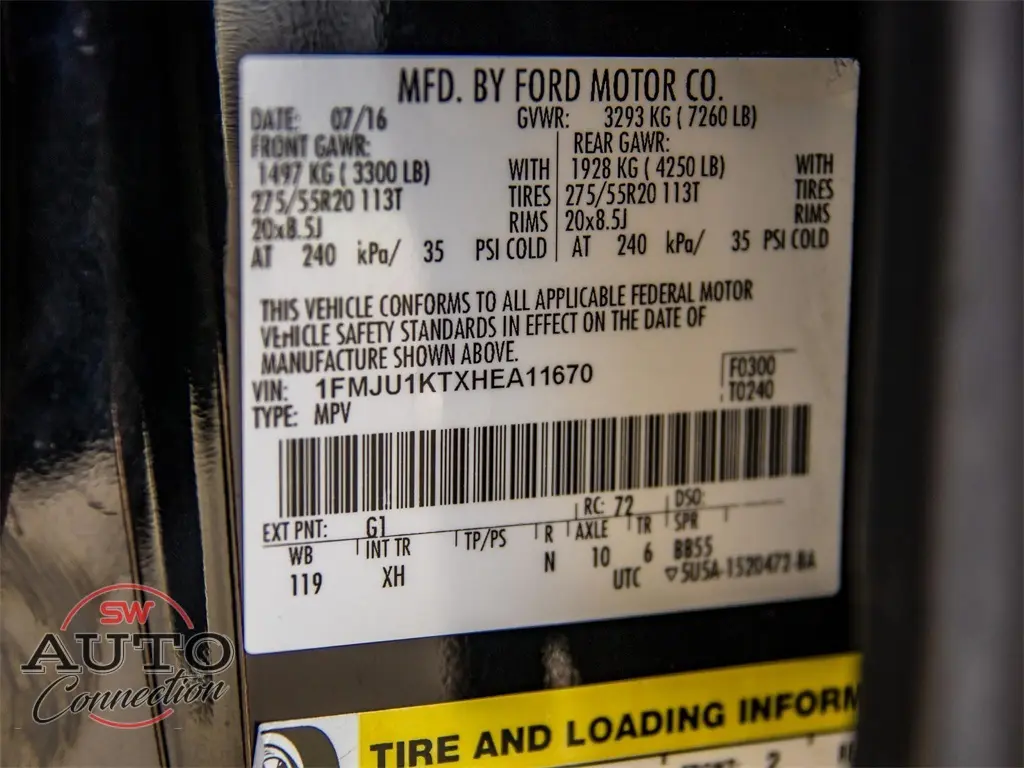 MFD. BY FORD MOTOR CO.
DATE: 07/16 GVWR: 3293 KG ( 7260 LB)
FRONT GAWR: REAR GAWR:
1497 KG ( 3300 LB) WITH 1928 KG ( 4250 LB) WITH
275/55R20 113T TIRES 275/55R20 113T TIRES
20x8.5J RIMS 20x8.5J RIMS
AT 240 kPa/ 35 PSI COLD AT 240 kPa/ 35 PSI COLD
THIS VEHICLE CONFORMS TO ALL APPLICABLE FEDERAL MOTOR
VEHICLE SAFETY STANDARDS IN EFFECT ON THE DATE OF
MANUFACTURE SHOWN ABOVE.
VIN: 1FMJU1KTXHEA11670 F0300
TYPE: MPV T0240
EXT PNT: G1 RC: 72 DSO:
WB INT TR TP/PS R AXLE TR SPR
119 XH N 10 6 BB55
UTC ▽5U5A-1520472-BA
SW
AUTO
Connection
TIRE AND LOADING INFORM